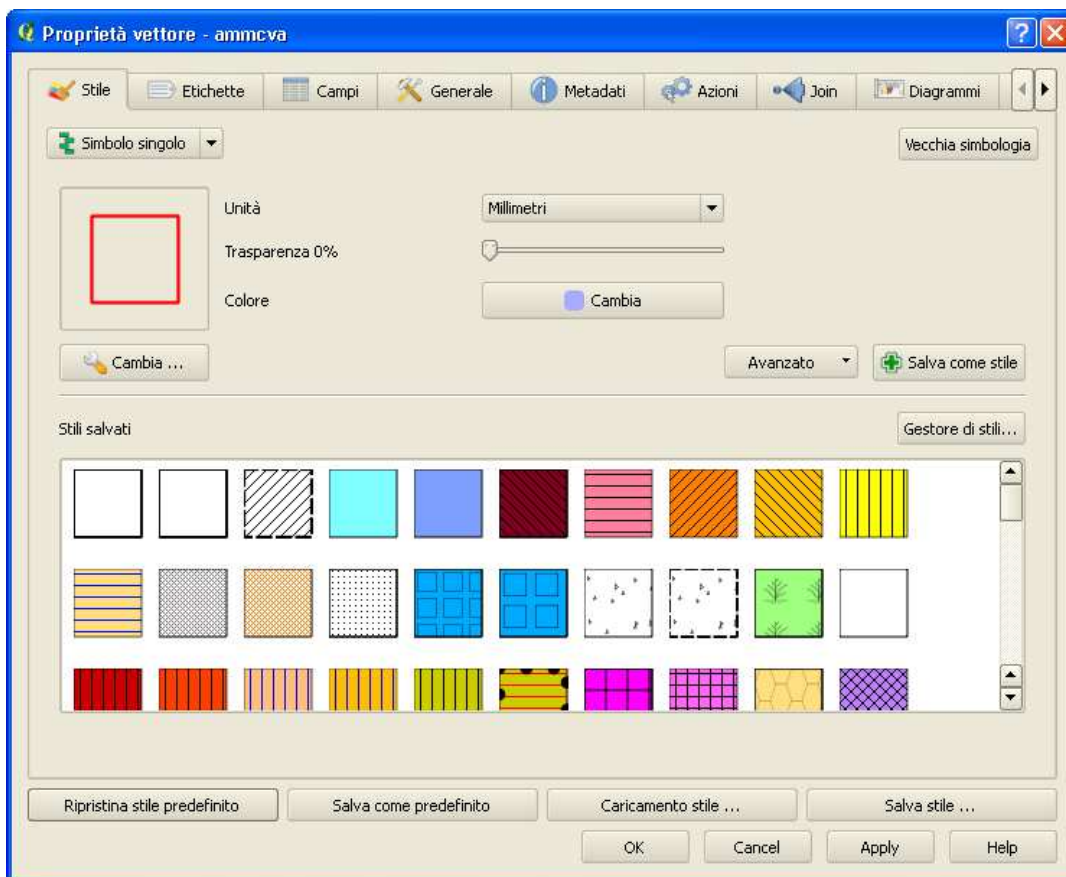 Proprietà vettore - ammcva
Stile Etichette Campi Generale Metadati Azioni Join Diagrammi
Simbolo singolo Vecchia simbologia
Unità Millimetri
Trasparenza 0%
Colore Cambia
Cambia ... Avanzato Salva come stile
Stili salvati Gestore di stili...
Ripristina stile predefinito Salva come predefinito Caricamento stile ... Salva stile ...
OK Cancel Apply Help